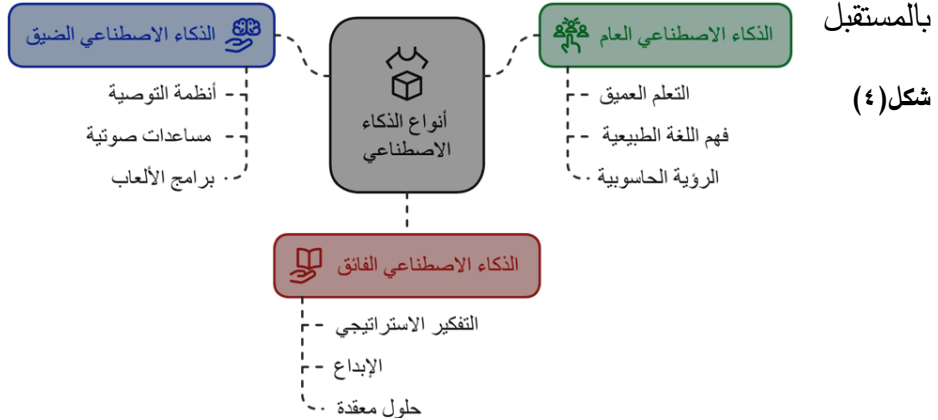 بالمستقبل
شكل(٤)
أنواع الذكاء
الاصطناعي
الذكاء الاصطناعي العام
التعلم العميق
فهم اللغة الطبيعية
الرؤية الحاسوبية
الذكاء الاصطناعي الضيق
أنظمة التوصية
مساعدات صوتية
برامج الألعاب
الذكاء الاصطناعي الفائق
التفكير الاستراتيجي
الإبداع
حلول معقدة